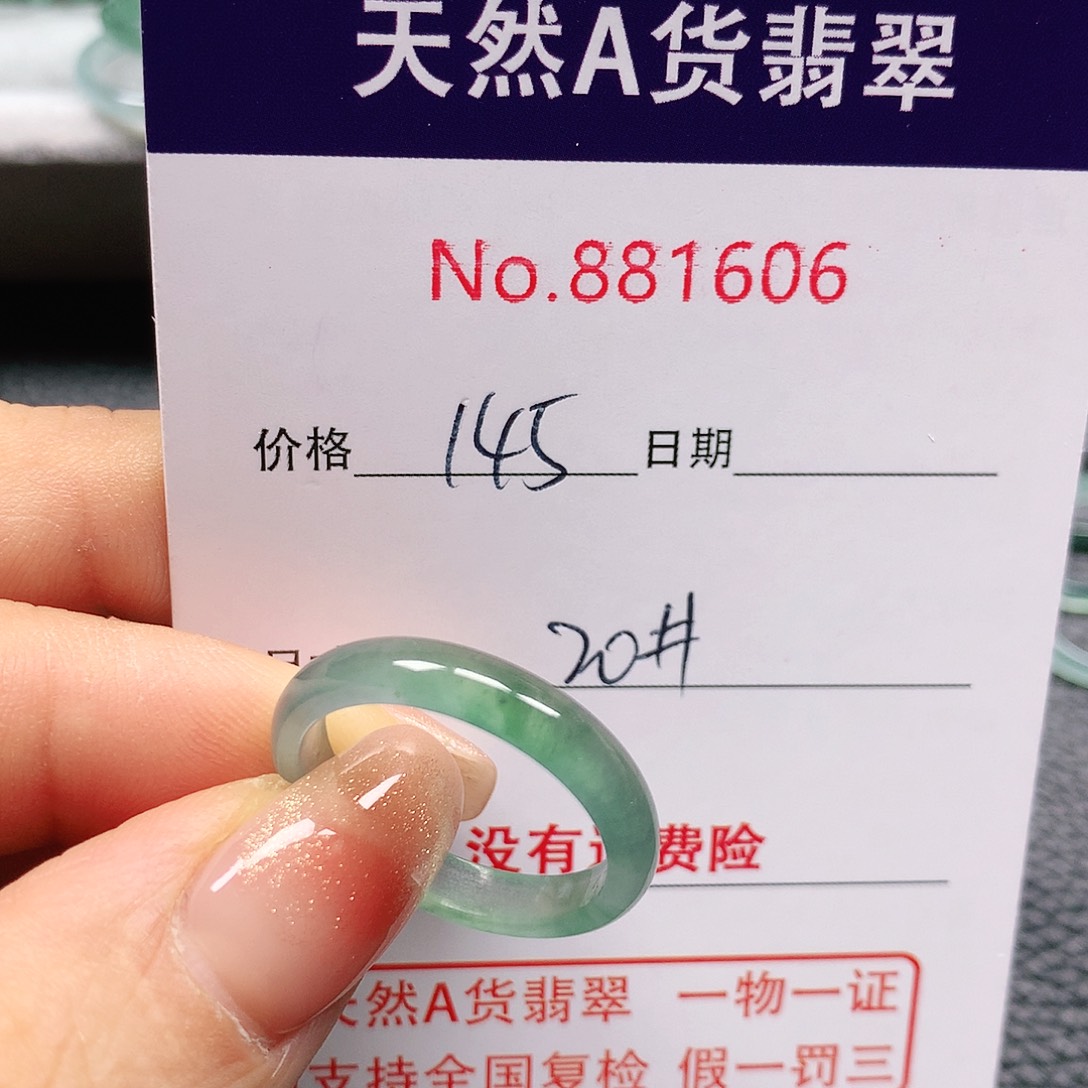 天然A货翡翠
No.881606
价格 145 日期
20#
没有 费险
然A货翡翠 一物一证
支持全国复检 假一罚三